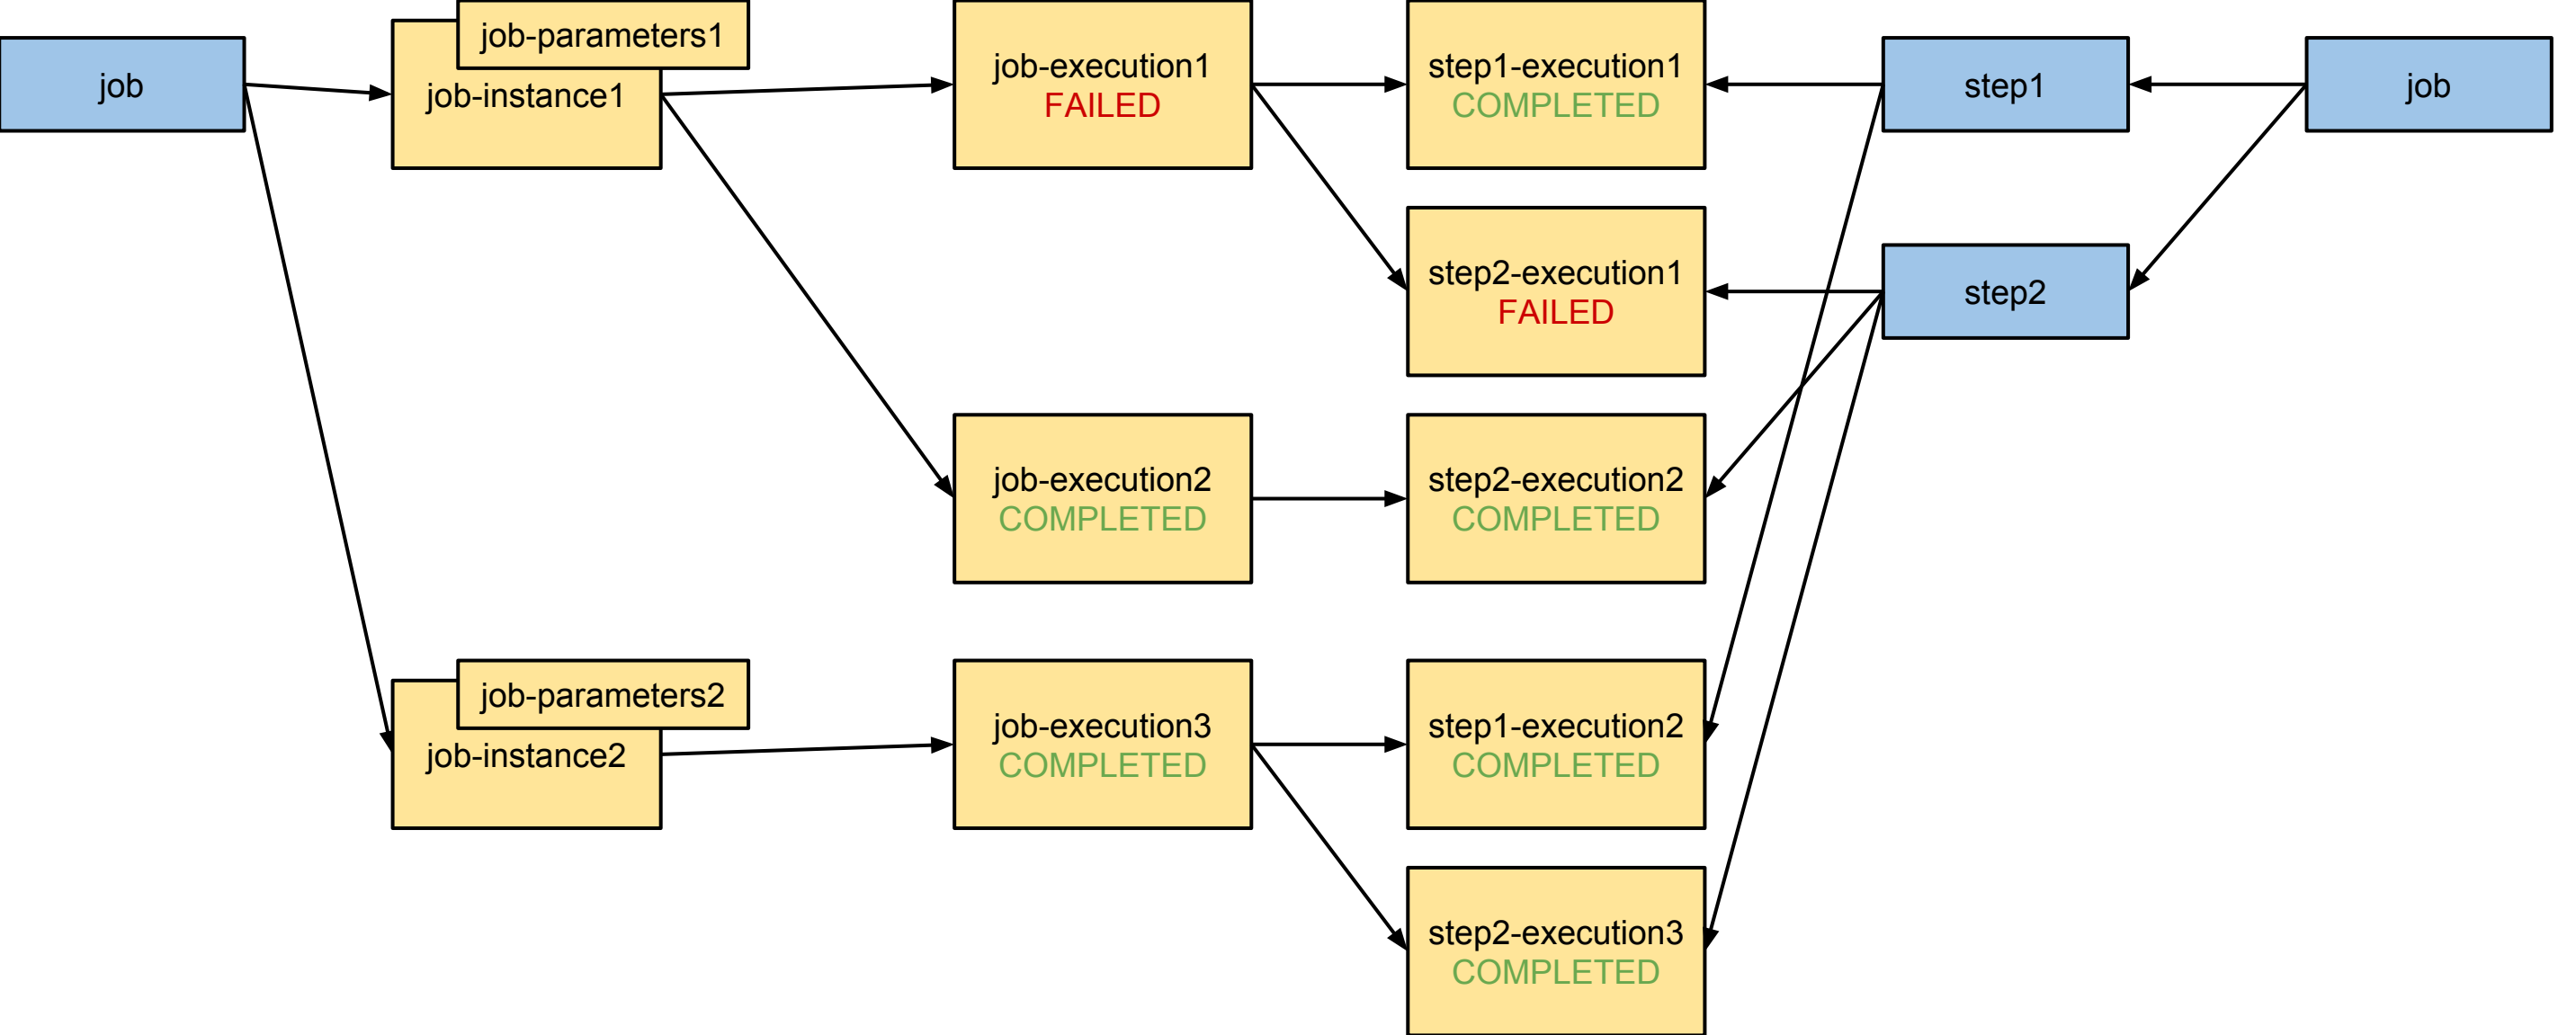 job
job-parameters1
job-instance1
job-execution1
FAILED
step1-execution1
COMPLETED
step1
job
step2-execution1
FAILED
step2
job-execution2
COMPLETED
step2-execution2
COMPLETED
job-parameters2
job-instance2
job-execution3
COMPLETED
step1-execution2
COMPLETED
step2-execution3
COMPLETED